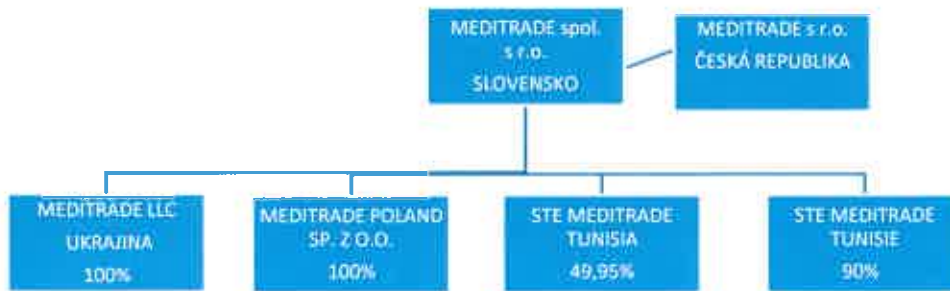 MEDITRADE spol.
s r.o.
SLOVENSKO
MEDITRADE s r.o.
ČESKÁ REPUBLIKA
MEDITRADE LLC
UKRAJINA
100%
MEDITRADE POLAND
SP. Z O.O.
100%
STE MEDITRADE
TUNISIA
49,95%
STE MEDITRADE
TUNISIE
90%